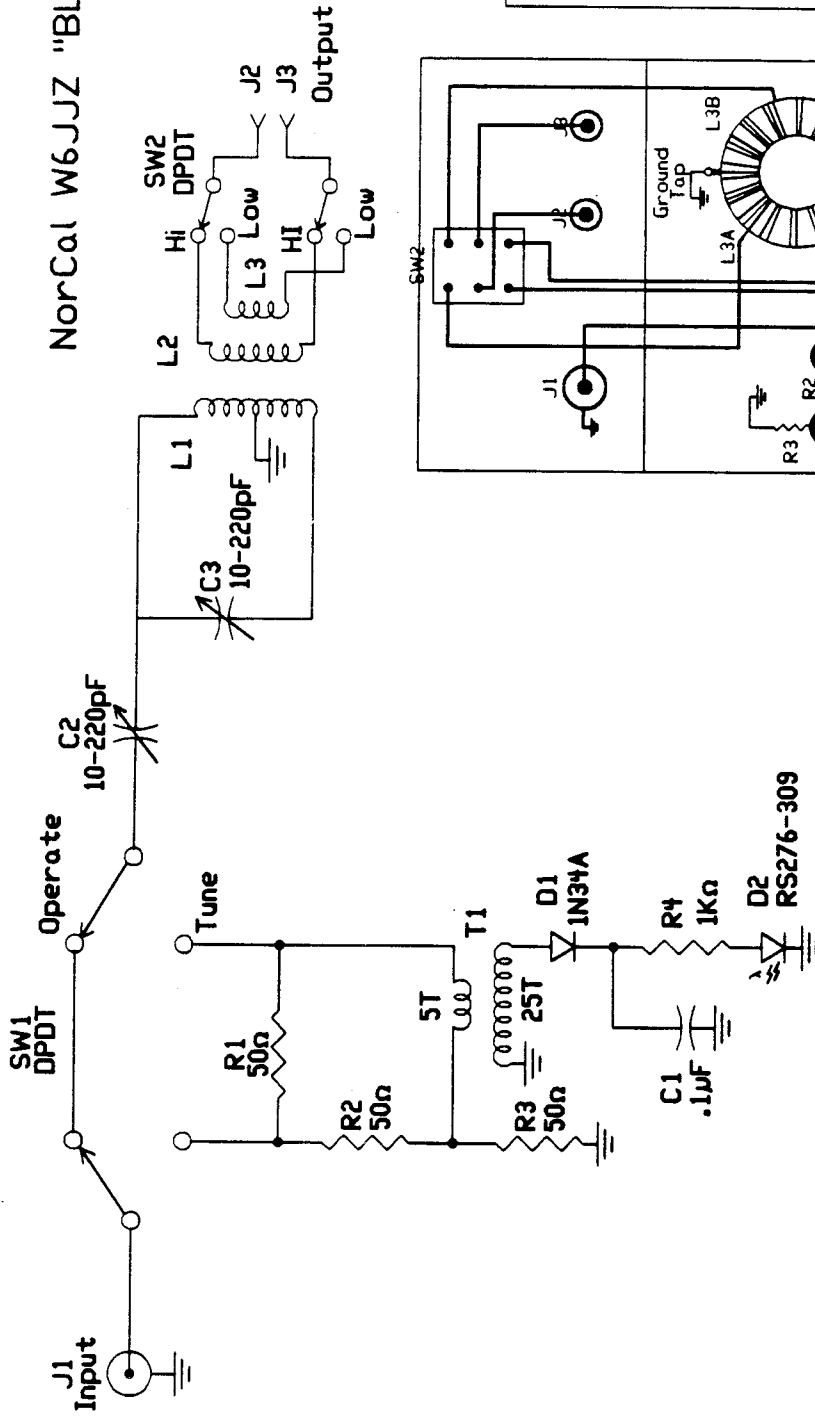 NorCal W6JJZ "BL
J1
Input
SW1
DPDT
Operate
Tune
C2
10-220pF
C3
10-220pF
L1
L2
L3
Hi
Low
HI
Low
SW2
DPDT
J2
J3
Output
R1
50Ω
R2
50Ω
R3
50Ω
5T
T1
25T
D1
1N34A
C1
.1µF
R4
1KΩ
D2
RS276-309
λ
SW2
J1
J2
J3
Ground
Tap
L3A
L3B
R3
R2